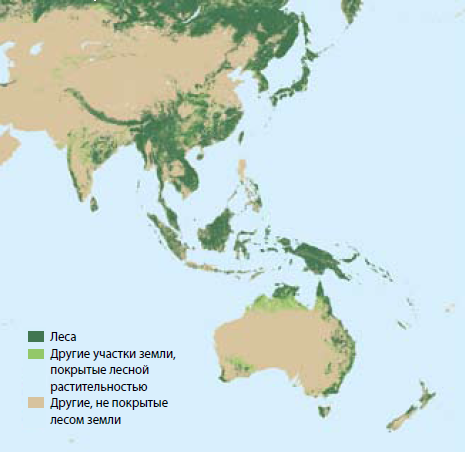 Леса
Другие участки земли,
покрытые лесной
растительностью
Другие, не покрытые
лесом земли